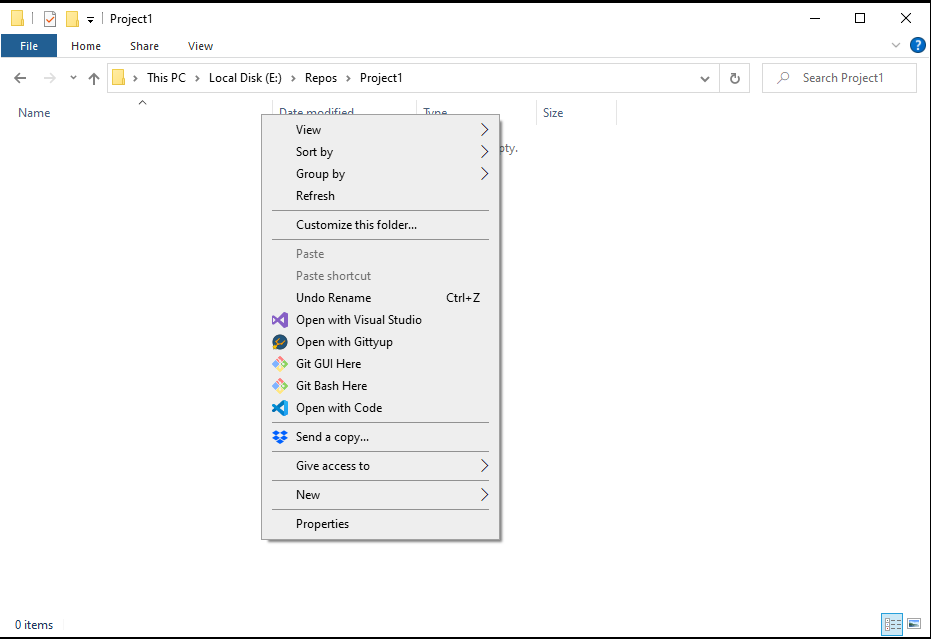 Project1
File Home Share View
This PC > Local Disk (E:) > Repos > Project1
Search Project1
Name Date modified Type Size
pty.
View
Sort by
Group by
Refresh
Customize this folder...
Paste
Paste shortcut
Undo Rename Ctrl+Z
Open with Visual Studio
Open with Gittyup
Git GUI Here
Git Bash Here
Open with Code
Send a copy...
Give access to
New
Properties
0 items